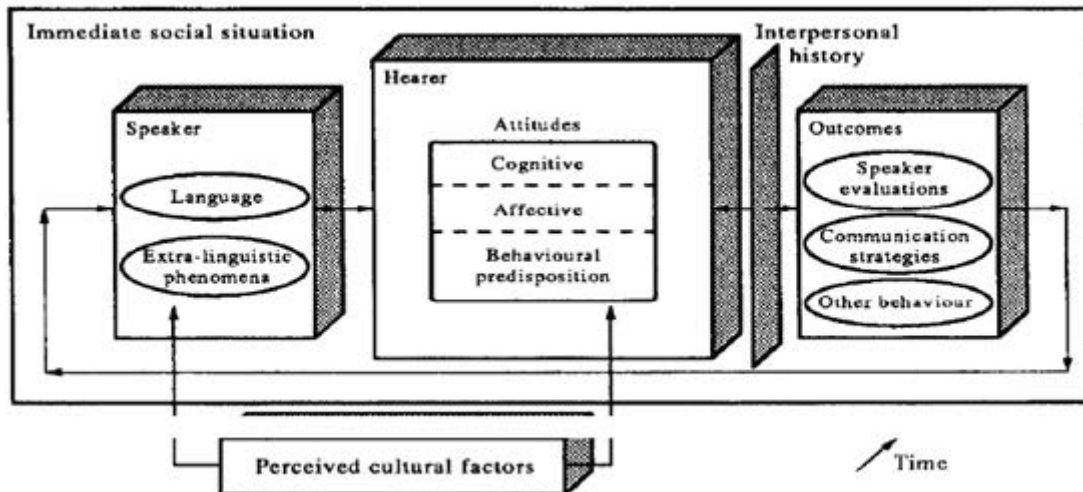 Immediate social situation
Interpersonal
history
Hearer
Speaker
Outcomes
Attitudes
Cognitive
Affective
Behavioural
predisposition
Language
Extra-linguistic
phenomena
Speaker
evaluations
Communication
strategies
Other behaviour
Perceived cultural factors
Time